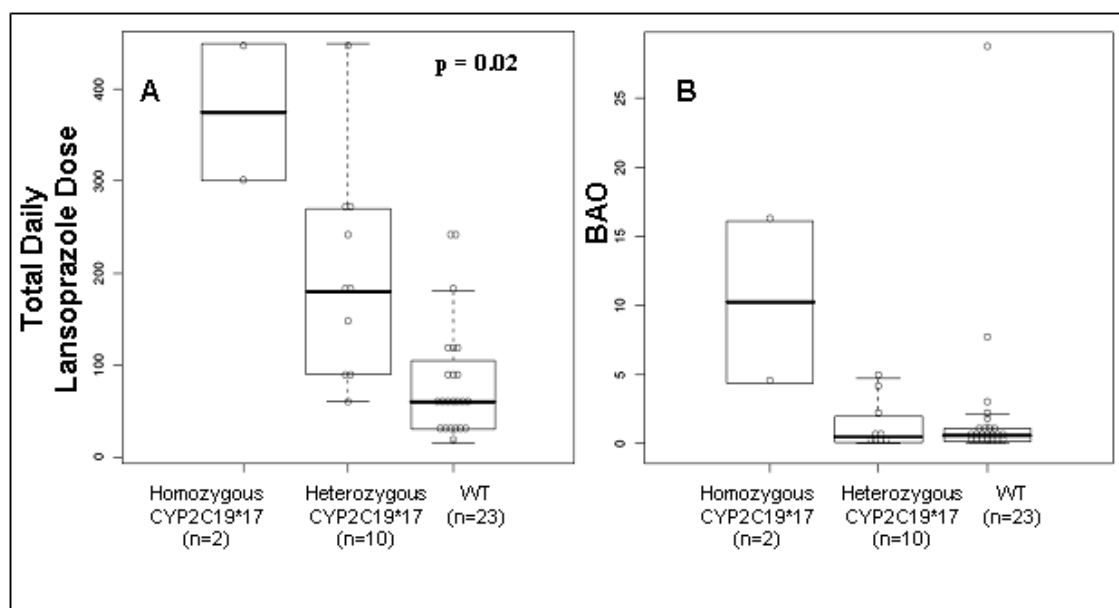 A
p = 0.02
Total Daily
Lansoprazole Dose
400
300
200
100
0
Homozygous
CYP2C19*17
(n=2)
Heterozygous
CYP2C19*17
(n=10)
WT
(n=23)
B
BAO
25
20
15
10
5
0
Homozygous
CYP2C19*17
(n=2)
Heterozygous
CYP2C19*17
(n=10)
WT
(n=23)